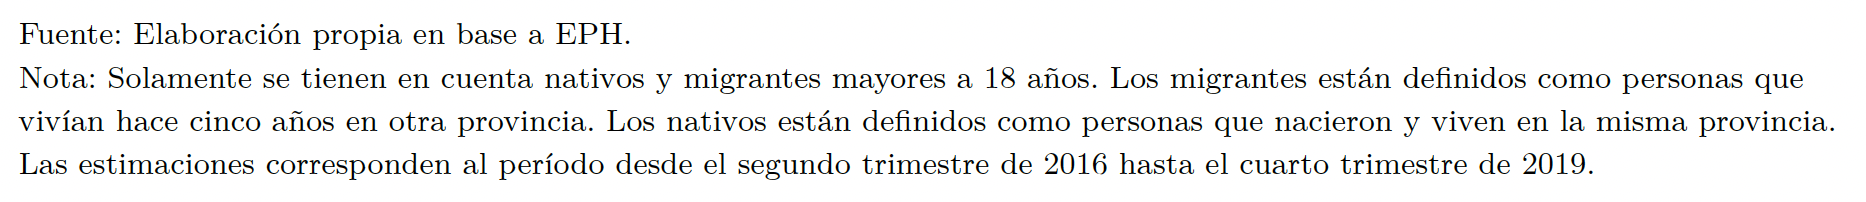 Fuente: Elaboración propia en base a EPH.
Nota: Solamente se tienen en cuenta nativos y migrantes mayores a 18 años. Los migrantes están definidos como personas que
vivían hace cinco años en otra provincia. Los nativos están definidos como personas que nacieron y viven en la misma provincia.
Las estimaciones corresponden al período desde el segundo trimestre de 2016 hasta el cuarto trimestre de 2019.